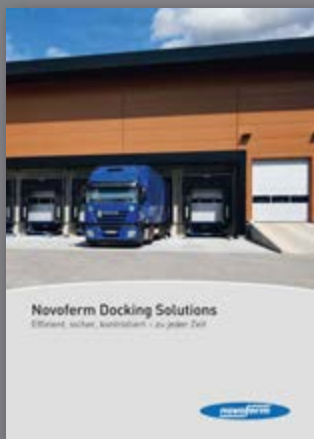 Novoferm Docking Solutions
Effizient, sicher, kontrolliert – zu jeder Zeit
novoferm